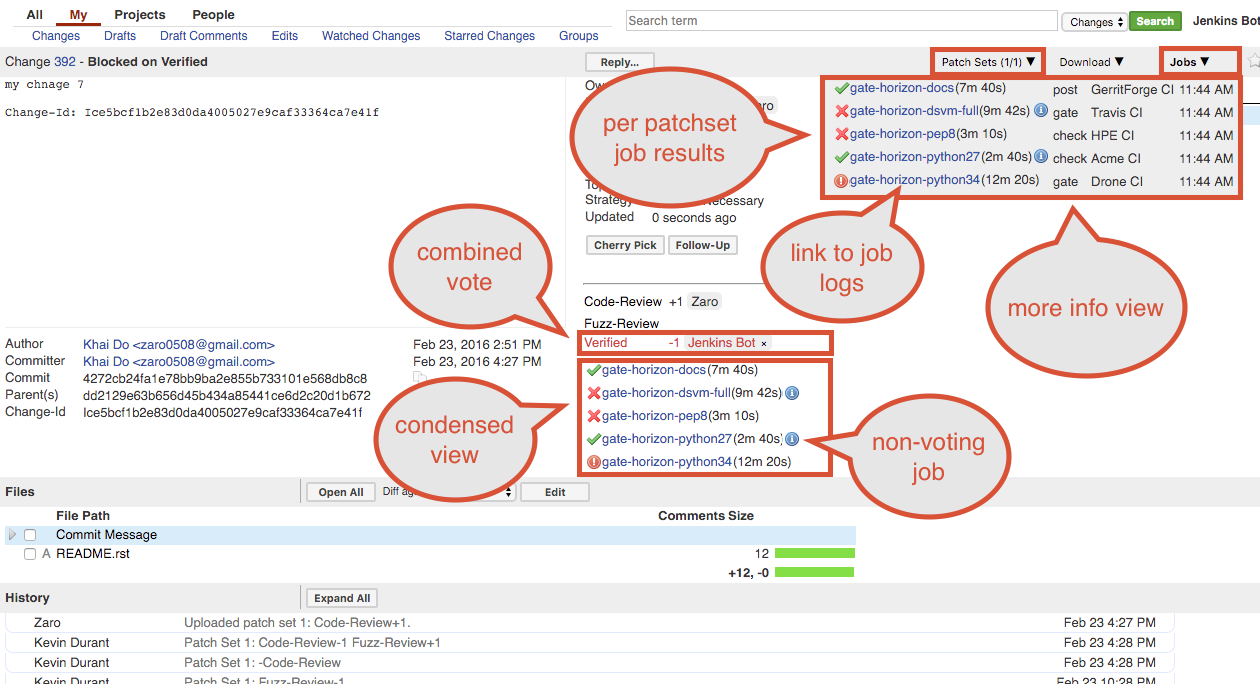 All My Projects People
Search term Changes Search Jenkins Bot
Changes Drafts Draft Comments Edits Watched Changes Starred Changes Groups
Change 392 - Blocked on Verified Reply... Patch Sets (1/1) ▼ Download ▼ Jobs ▼
my chnage 7
Change-Id: Ice5bcf1b2e83d0da4005027e9caf33364ca7e41f
gate-horizon-docs(7m 40s) post GerritForge CI 11:44 AM
gate-horizon-dsvm-full(9m 42s) gate Travis CI 11:44 AM
gate-horizon-pep8(3m 10s) check HPE CI 11:44 AM
gate-horizon-python27(2m 40s) check Acme CI 11:44 AM
gate-horizon-python34(12m 20s) gate Drone CI 11:44 AM
per patchset
job results
Strategy
Updated 0 seconds ago
Cherry Pick Follow-Up
combined
vote
link to job
logs
more info view
Code-Review +1 Zaro
Fuzz-Review
Verified -1 Jenkins Bot ×
gate-horizon-docs(7m 40s)
gate-horizon-dsvm-full(9m 42s)
gate-horizon-pep8(3m 10s)
gate-horizon-python27(2m 40s)
gate-horizon-python34(12m 20s)
Author Khai Do <zaro0508@gmail.com> Feb 23, 2016 2:51 PM
Committer Khai Do <zaro0508@gmail.com> Feb 23, 2016 4:27 PM
Commit 4272cb24fa1e78bb9ba2e855b733101e568db8c8
Parent(s) dd2129e63b656d45b434a85441ce6d2c20d1b672
Change-Id Ice5bcf1b2e83d0da4005027e9caf33364ca7e41f
condensed
view
non-voting
job
Files Open All Diff Edit
File Path Comments Size
Commit Message
A README.rst 12
+12, -0
History Expand All
Zaro Uploaded patch set 1: Code-Review+1. Feb 23 4:27 PM
Kevin Durant Patch Set 1: Code-Review-1 Fuzz-Review+1 Feb 23 4:28 PM
Kevin Durant Patch Set 1: -Code-Review Feb 23 4:28 PM
Kevin Durant Patch Set 1: Fuzz-Review-1 Feb 23 10:28 PM